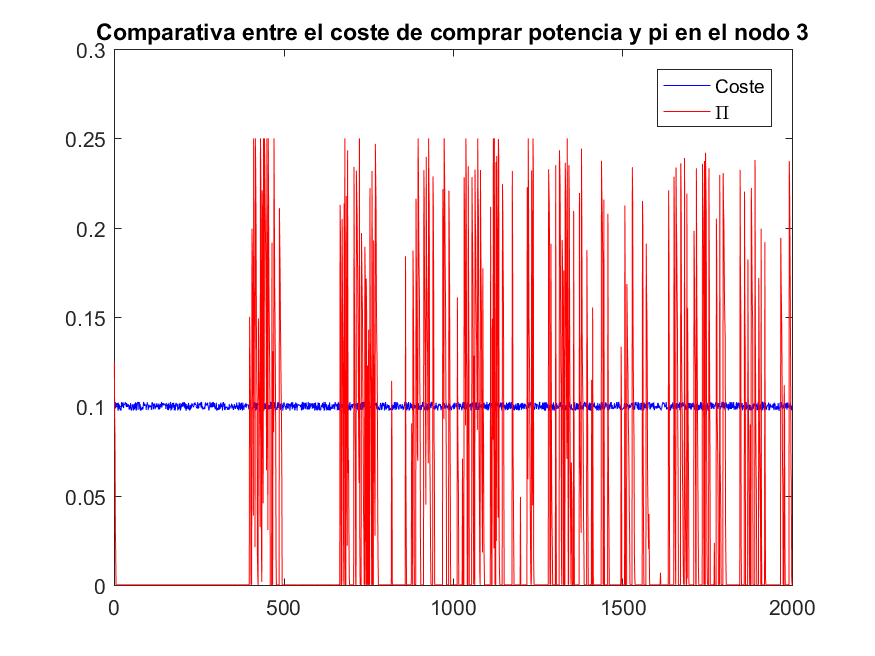 Comparativa entre el coste de comprar potencia y pi en el nodo 3
0.3
0.25
0.2
0.15
0.1
0.05
0
0 500 1000 1500 2000
Coste
Π